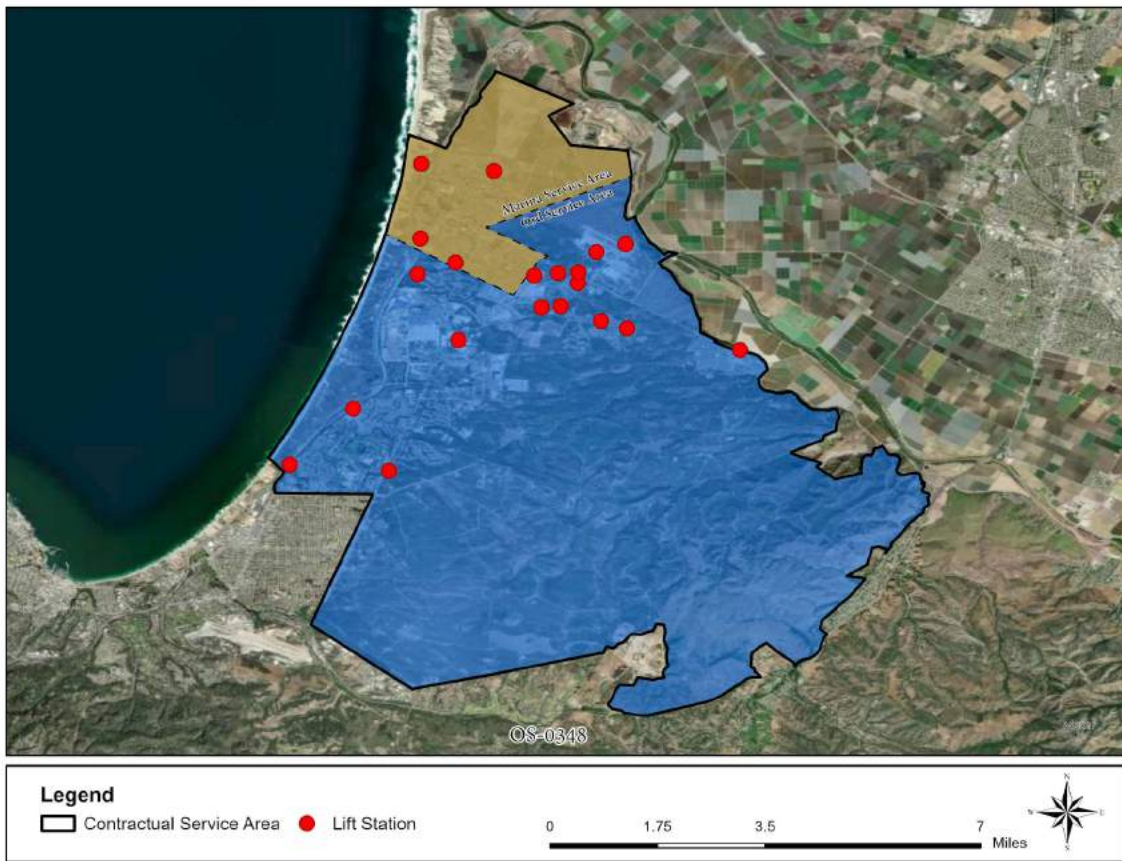 Marina Service Area
Ord Service Area
OS-0348
Legend
Contractual Service Area
Lift Station
0 1.75 3.5 7
Miles
N
W E
S